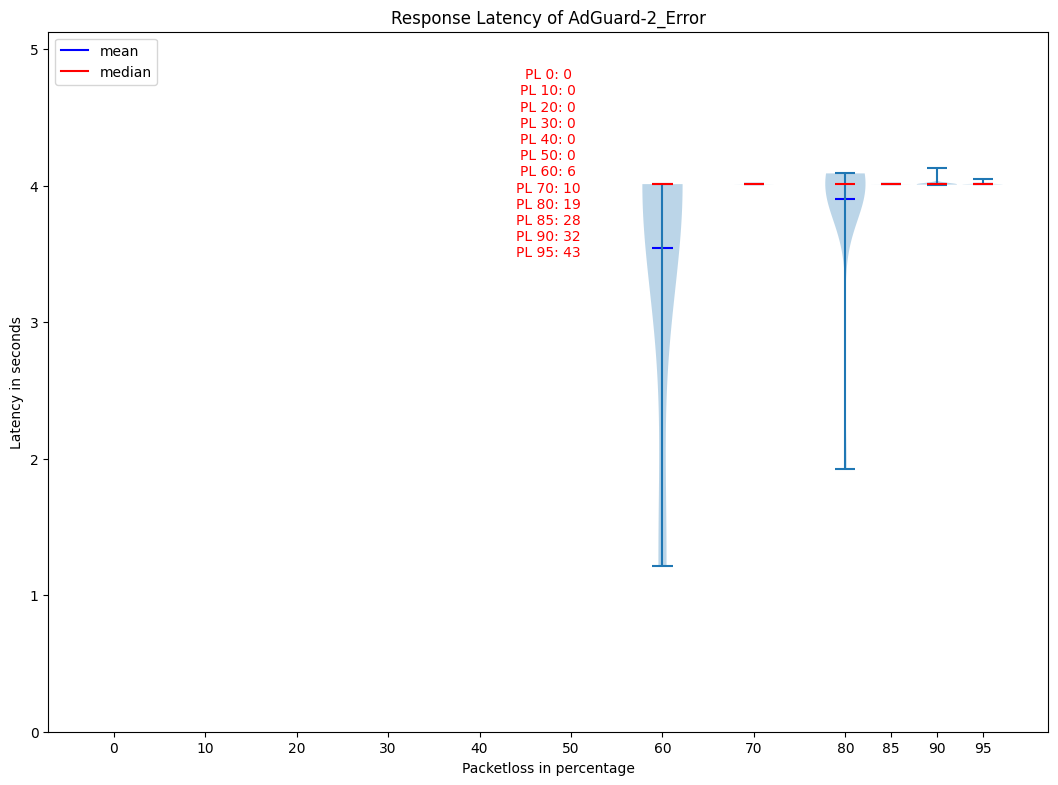 Response Latency of AdGuard-2_Error
mean
median
PL 0: 0
PL 10: 0
PL 20: 0
PL 30: 0
PL 40: 0
PL 50: 0
PL 60: 6
PL 70: 10
PL 80: 19
PL 85: 28
PL 90: 32
PL 95: 43
5
4
3
2
1
0
Latency in seconds
0 10 20 30 40 50 60 70 80 85 90 95
Packetloss in percentage